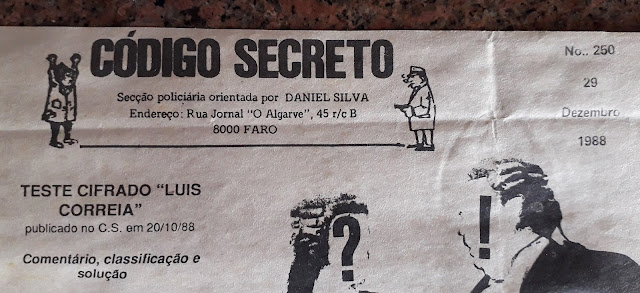 CÓDIGO SECRETO
Secção policiária orientada por DANIEL SILVA
Endereço: Rua Jornal "O Algarve", 45 r/c B
8000 FARO
No.. 250
29
Dezembro
1988
TESTE CIFRADO "LUIS
CORREIA"
publicado no C.S. em 20/10/88
Comentário, classificação e
solução
?
!